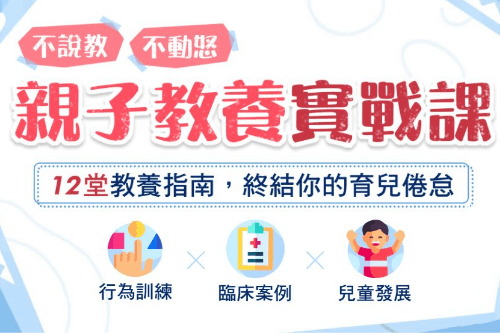 不說教 不動怒
親子教養實戰課
12堂教養指南，終結你的育兒倦怠
行為訓練 × 臨床案例 × 兒童發展